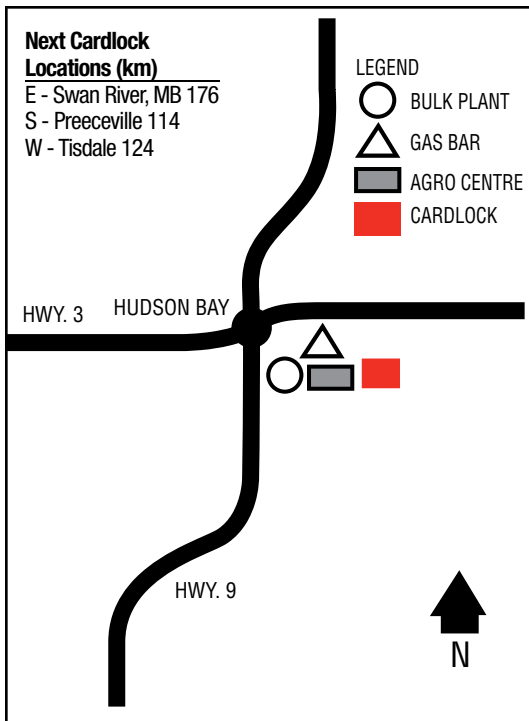 Next Cardlock
Locations (km)
E - Swan River, MB 176
S - Preeceville 114
W - Tisdale 124
LEGEND
BULK PLANT
GAS BAR
AGRO CENTRE
CARDLOCK
HWY. 3
HUDSON BAY
HWY. 9
N